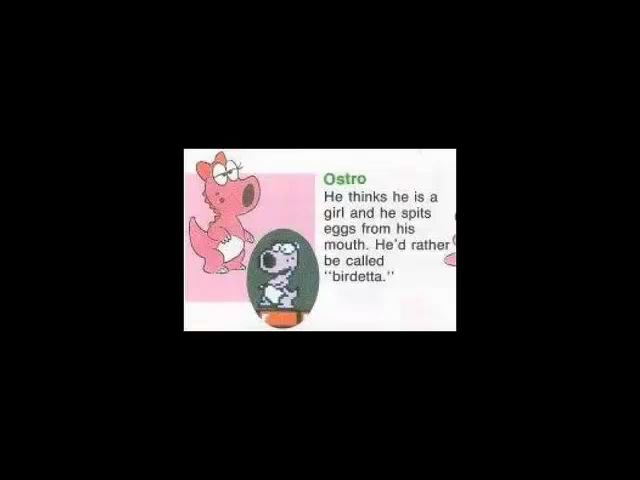 Ostro
He thinks he is a
girl and he spits
eggs from his
mouth. He'd rather
be called
"birdetta."